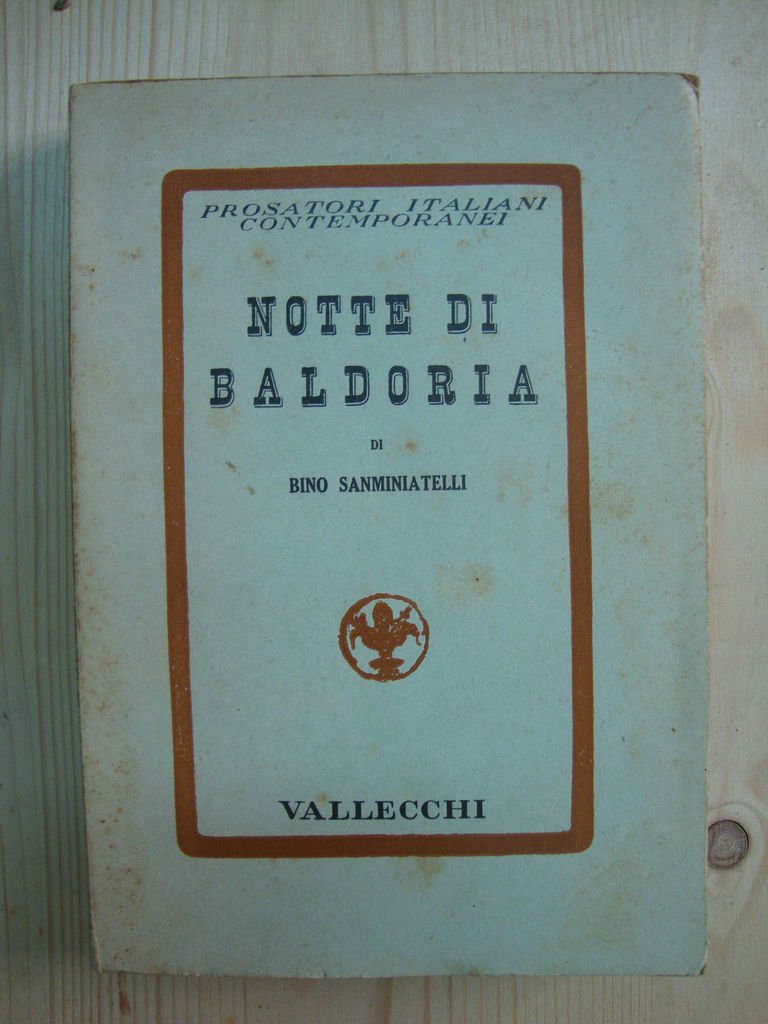 PROSATORI ITALIANI
CONTEMPORANEI
NOTTE DI
BALDORIA
DI
BINO SANMINIATELLI
VALLECCHI